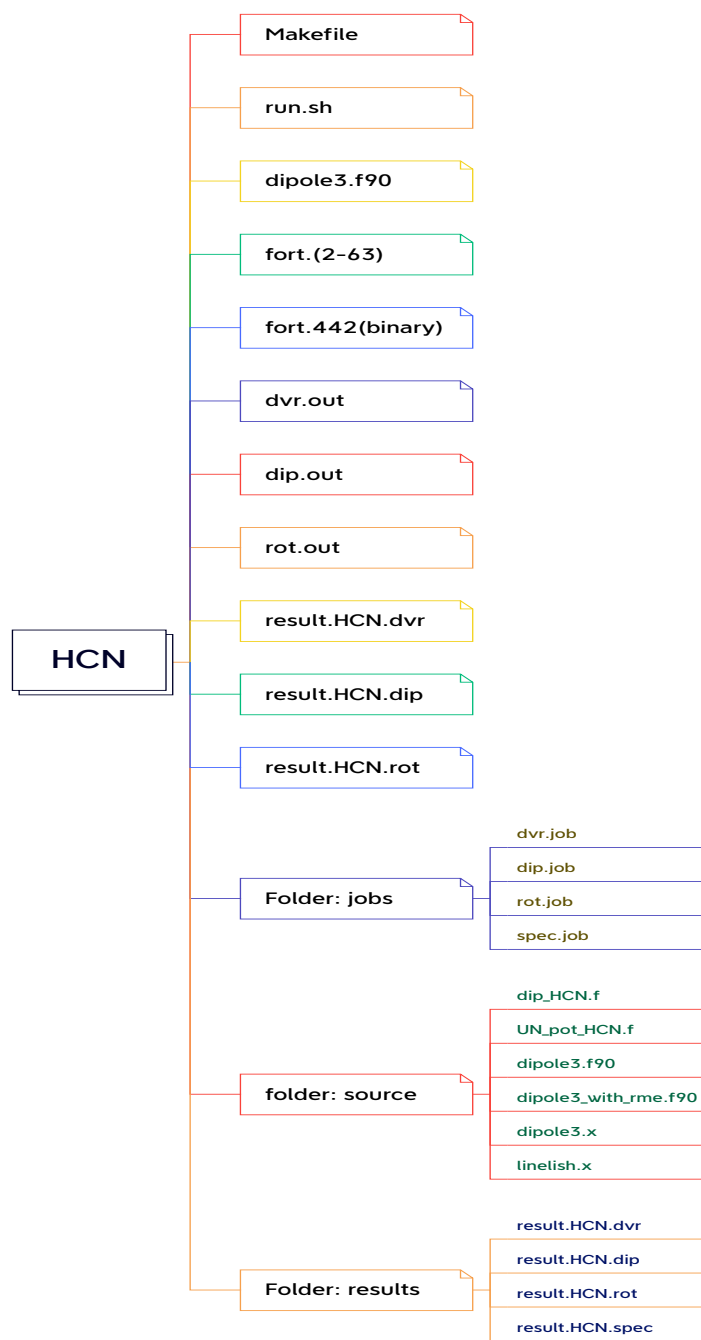 Makefile
run.sh
dipole3.f90
fort.(2-63)
fort.442(binary)
dvr.out
dip.out
rot.out
result.HCN.dvr
HCN
result.HCN.dip
result.HCN.rot
Folder: jobs
dvr.job
dip.job
rot.job
spec.job
folder: source
dip_HCN.f
UN_pot_HCN.f
dipole3.f90
dipole3_with_rme.f90
dipole3.x
linelish.x
Folder: results
result.HCN.dvr
result.HCN.dip
result.HCN.rot
result.HCN.spec